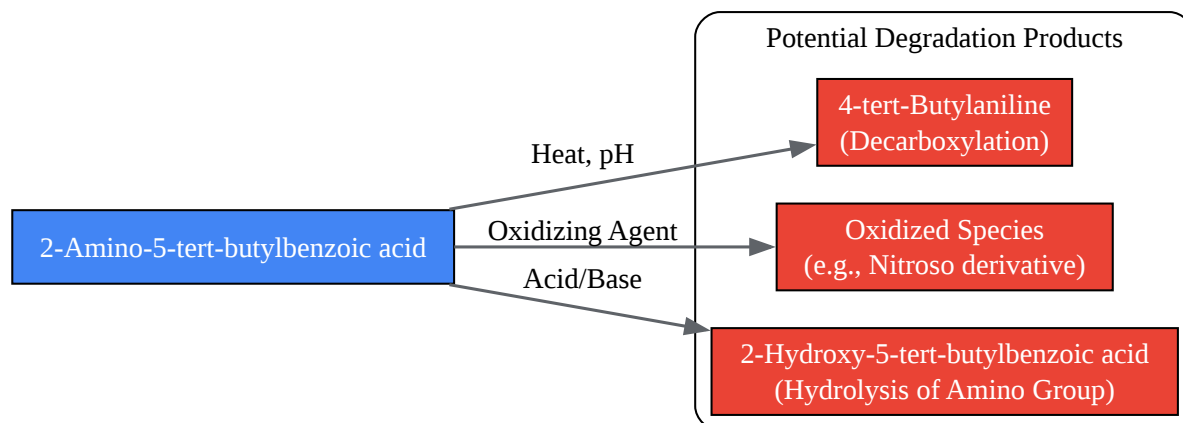 Potential Degradation Products
4-tert-Butylaniline
(Decarboxylation)
Heat, pH
2-Amino-5-tert-butylbenzoic acid
Oxidizing Agent
Oxidized Species
(e.g., Nitroso derivative)
Acid/Base
2-Hydroxy-5-tert-butylbenzoic acid
(Hydrolysis of Amino Group)